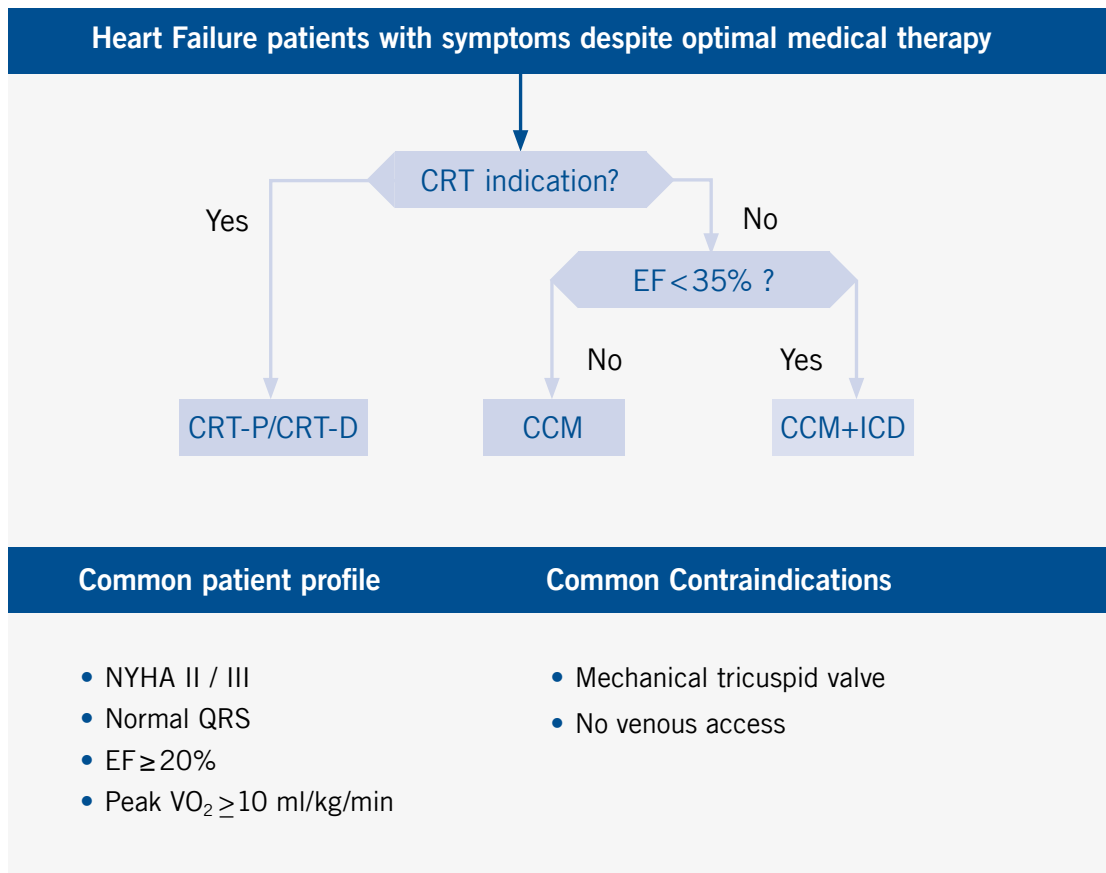 Heart Failure patients with symptoms despite optimal medical therapy
CRT indication?
Yes
No
EF<35% ?
No
Yes
CRT-P/CRT-D
CCM
CCM+ICD
Common patient profile
• NYHA II / III
• Normal QRS
• EF≥20%
• Peak VO₂ ≥10 ml/kg/min
Common Contraindications
• Mechanical tricuspid valve
• No venous access